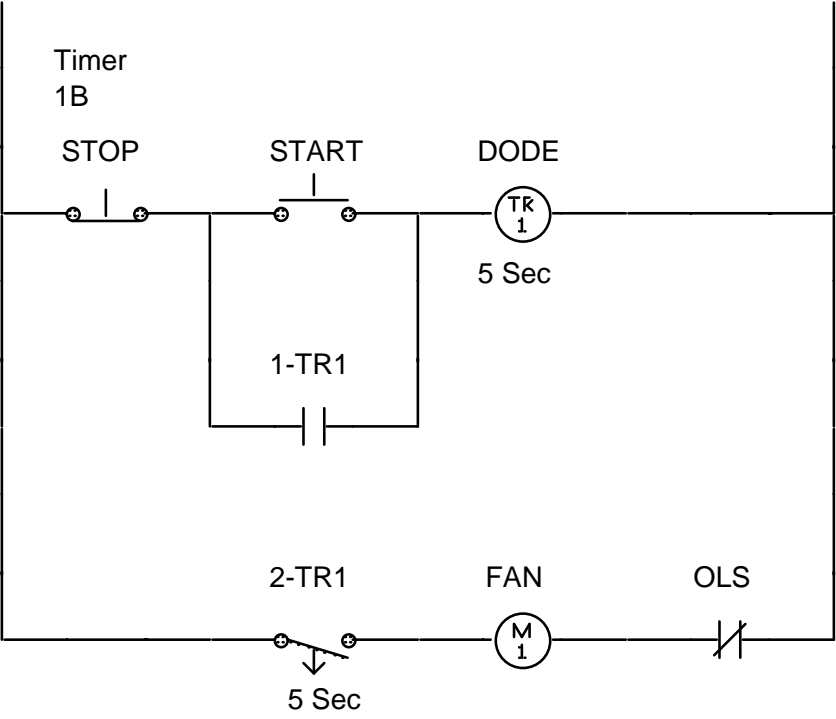 Timer
1B
STOP START DODE
TR
1
5 Sec
1-TR1
2-TR1 FAN OLS
M
1
5 Sec